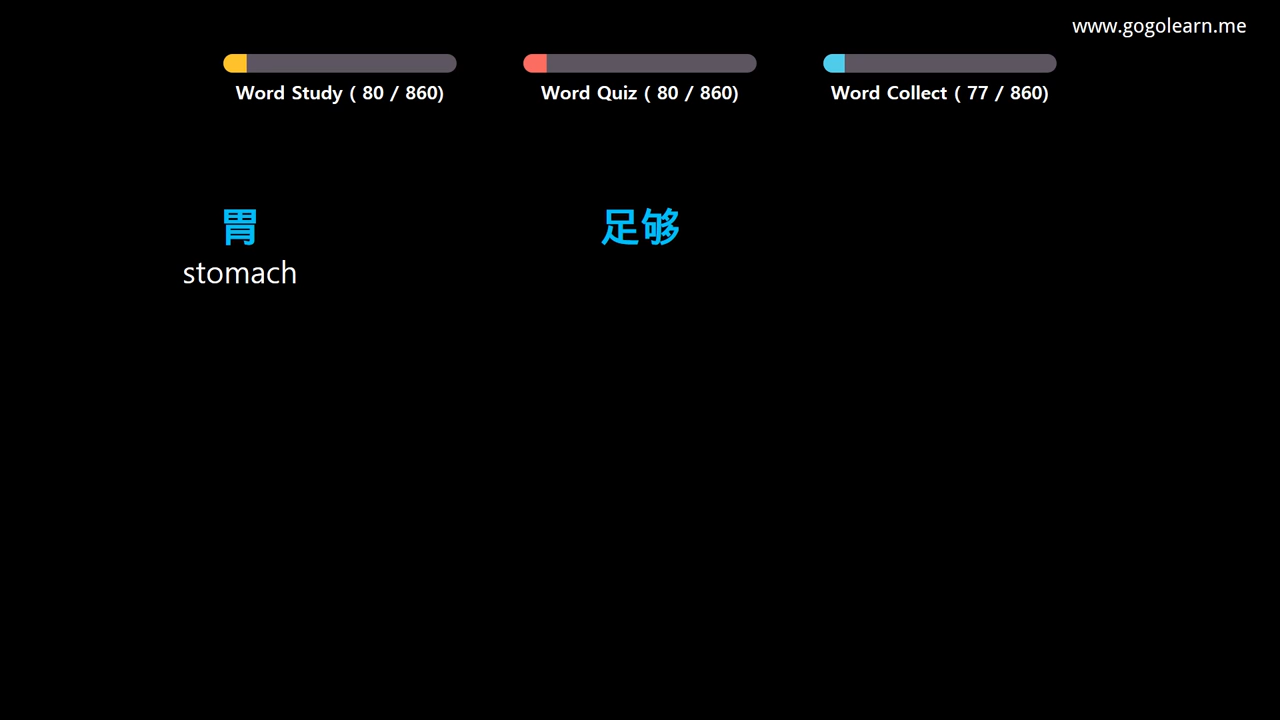 www.gogolearn.me
Word Study ( 80 / 860)
Word Quiz ( 80 / 860)
Word Collect ( 77 / 860)
胃
足够
stomach